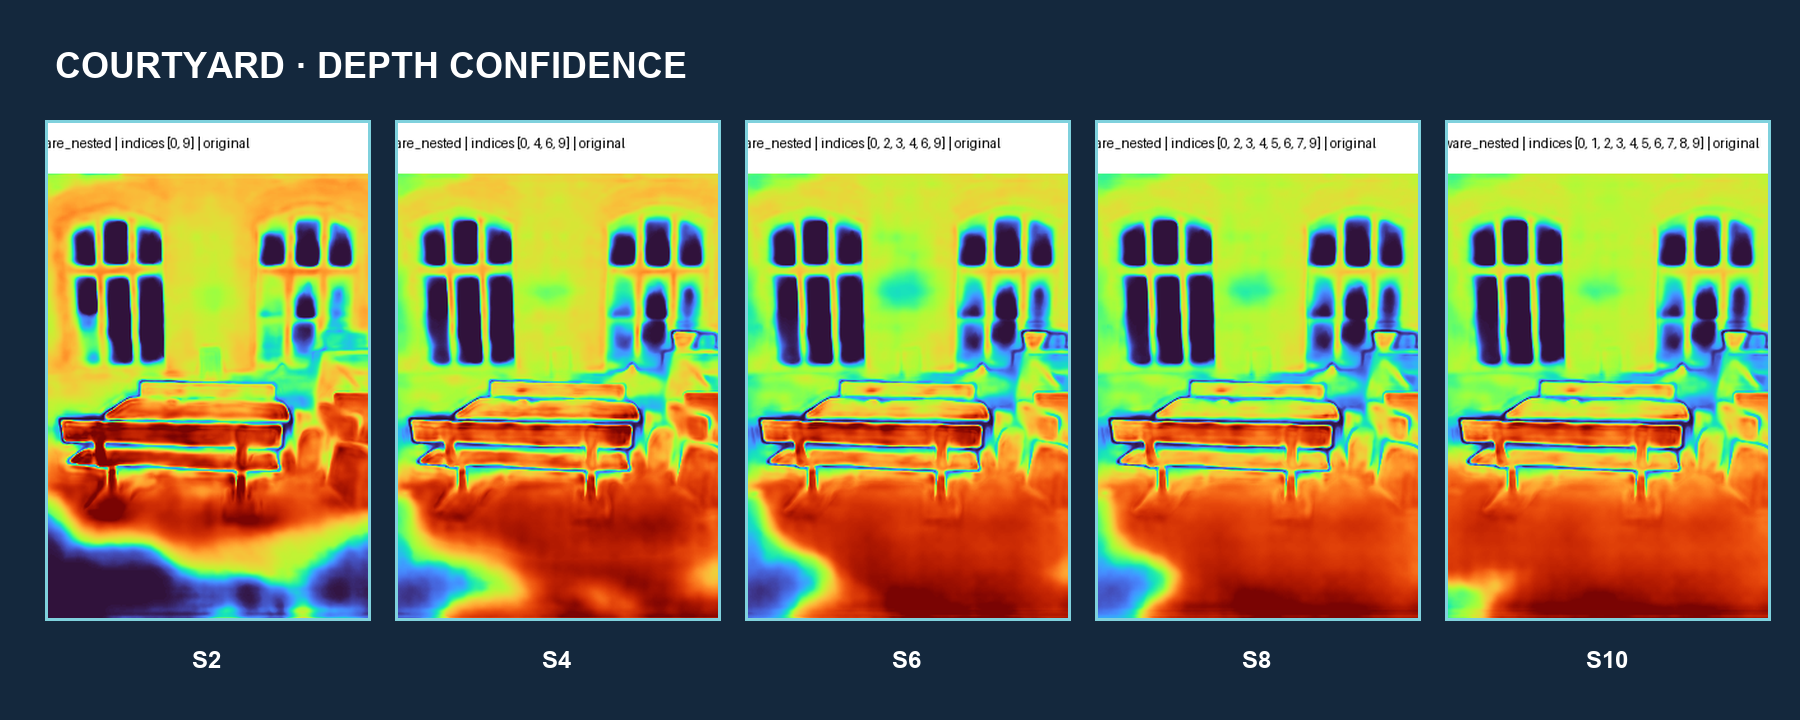 COURTYARD · DEPTH CONFIDENCE
are_nested | indices [0, 9] | original
are_nested | indices [0, 4, 6, 9] | original
are_nested | indices [0, 2, 3, 4, 6, 9] | original
are_nested | indices [0, 2, 3, 4, 5, 6, 7, 9] | original
ware_nested | indices [0, 1, 2, 3, 4, 5, 6, 7, 8, 9] | original
S2
S4
S6
S8
S10